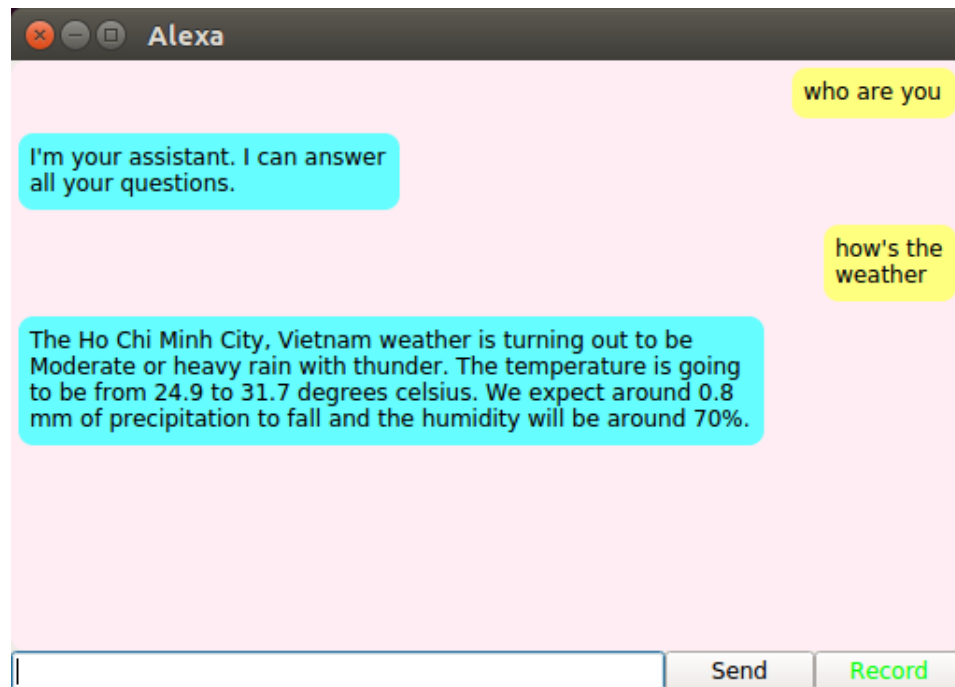 Alexa
who are you
I'm your assistant. I can answer
all your questions.
how's the
weather
The Ho Chi Minh City, Vietnam weather is turning out to be
Moderate or heavy rain with thunder. The temperature is going
to be from 24.9 to 31.7 degrees celsius. We expect around 0.8
mm of precipitation to fall and the humidity will be around 70%.
Send
Record